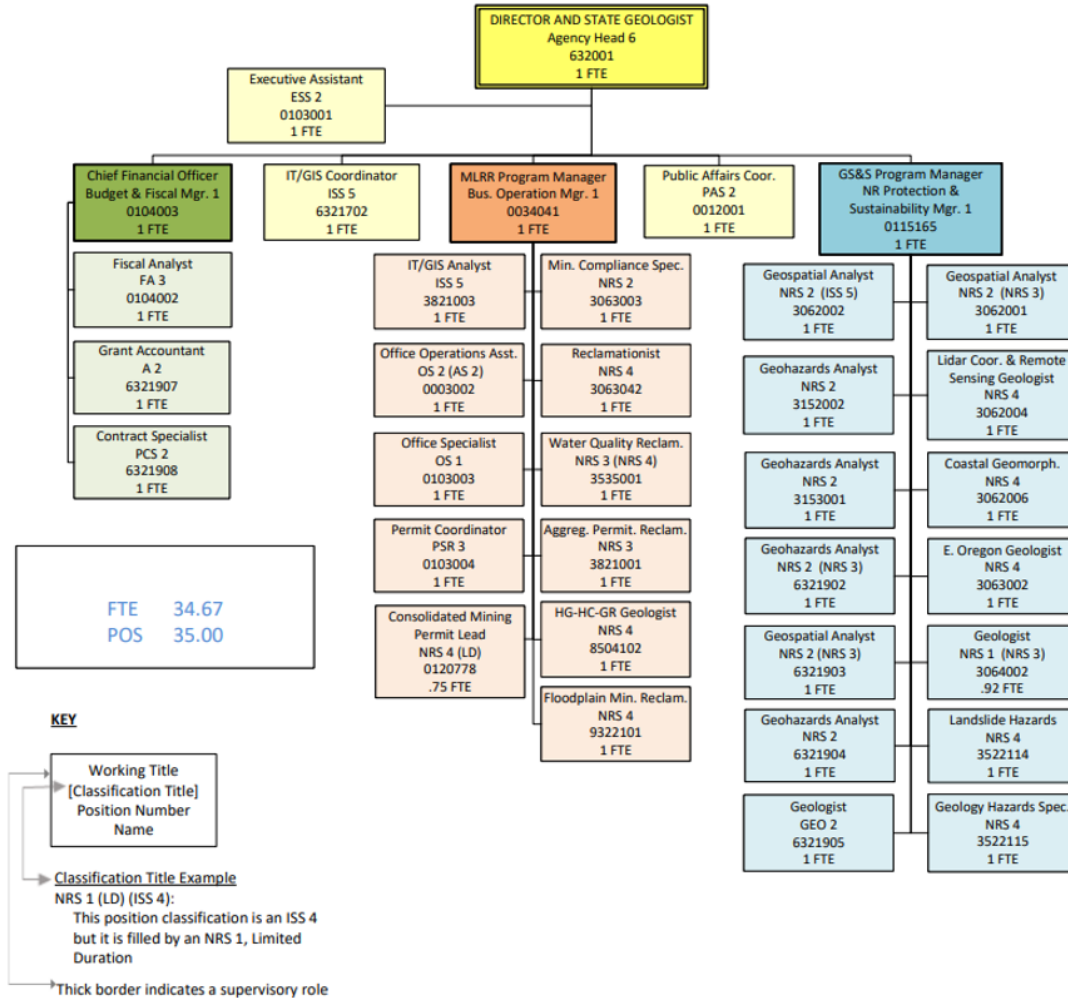 DIRECTOR AND STATE GEOLOGIST
Agency Head 6
632001
1 FTE
Executive Assistant
ESS 2
0103001
1 FTE
Chief Financial Officer
Budget & Fiscal Mgr. 1
0104003
1 FTE
IT/GIS Coordinator
ISS 5
6321702
1 FTE
MLRR Program Manager
Bus. Operation Mgr. 1
0034041
1 FTE
Public Affairs Coor.
PAS 2
0012001
1 FTE
GS&S Program Manager
NR Protection &
Sustainability Mgr. 1
0115165
1 FTE
Fiscal Analyst
FA 3
0104002
1 FTE
Grant Accountant
A 2
6321907
1 FTE
Contract Specialist
PCS 2
6321908
1 FTE
IT/GIS Analyst
ISS 5
3821003
1 FTE
Min. Compliance Spec.
NRS 2
3063003
1 FTE
Office Operations Asst.
OS 2 (AS 2)
0003002
1 FTE
Reclamationist
NRS 4
3063042
1 FTE
Office Specialist
OS 1
0103003
1 FTE
Water Quality Reclam.
NRS 3 (NRS 4)
3535001
1 FTE
Permit Coordinator
PSR 3
0103004
1 FTE
Aggreg. Permit. Reclam.
NRS 3
3821001
1 FTE
Consolidated Mining
Permit Lead
NRS 4 (LD)
0120778
.75 FTE
HG-HC-GR Geologist
NRS 4
8504102
1 FTE
Floodplain Min. Reclam.
NRS 4
9322101
1 FTE
Geospatial Analyst
NRS 2 (ISS 5)
3062002
1 FTE
Geospatial Analyst
NRS 2 (NRS 3)
3062001
1 FTE
Geohazards Analyst
NRS 2
3152002
1 FTE
Lidar Coor. & Remote
Sensing Geologist
NRS 4
3062004
1 FTE
Geohazards Analyst
NRS 2
3153001
1 FTE
Coastal Geomorph.
NRS 4
3062006
1 FTE
Geohazards Analyst
NRS 2 (NRS 3)
6321902
1 FTE
E. Oregon Geologist
NRS 4
3063002
1 FTE
Geospatial Analyst
NRS 2 (NRS 3)
6321903
1 FTE
Geologist
NRS 1 (NRS 3)
3064002
.92 FTE
Geohazards Analyst
NRS 2
6321904
1 FTE
Landslide Hazards
NRS 4
3522114
1 FTE
Geologist
GEO 2
6321905
1 FTE
Geology Hazards Spec.
NRS 4
3522115
1 FTE
FTE 34.67
POS 35.00
KEY
Working Title
[Classification Title]
Position Number
Name
Classification Title Example
NRS 1 (LD) (ISS 4):
This position classification is an ISS 4
but it is filled by an NRS 1, Limited
Duration
Thick border indicates a supervisory role